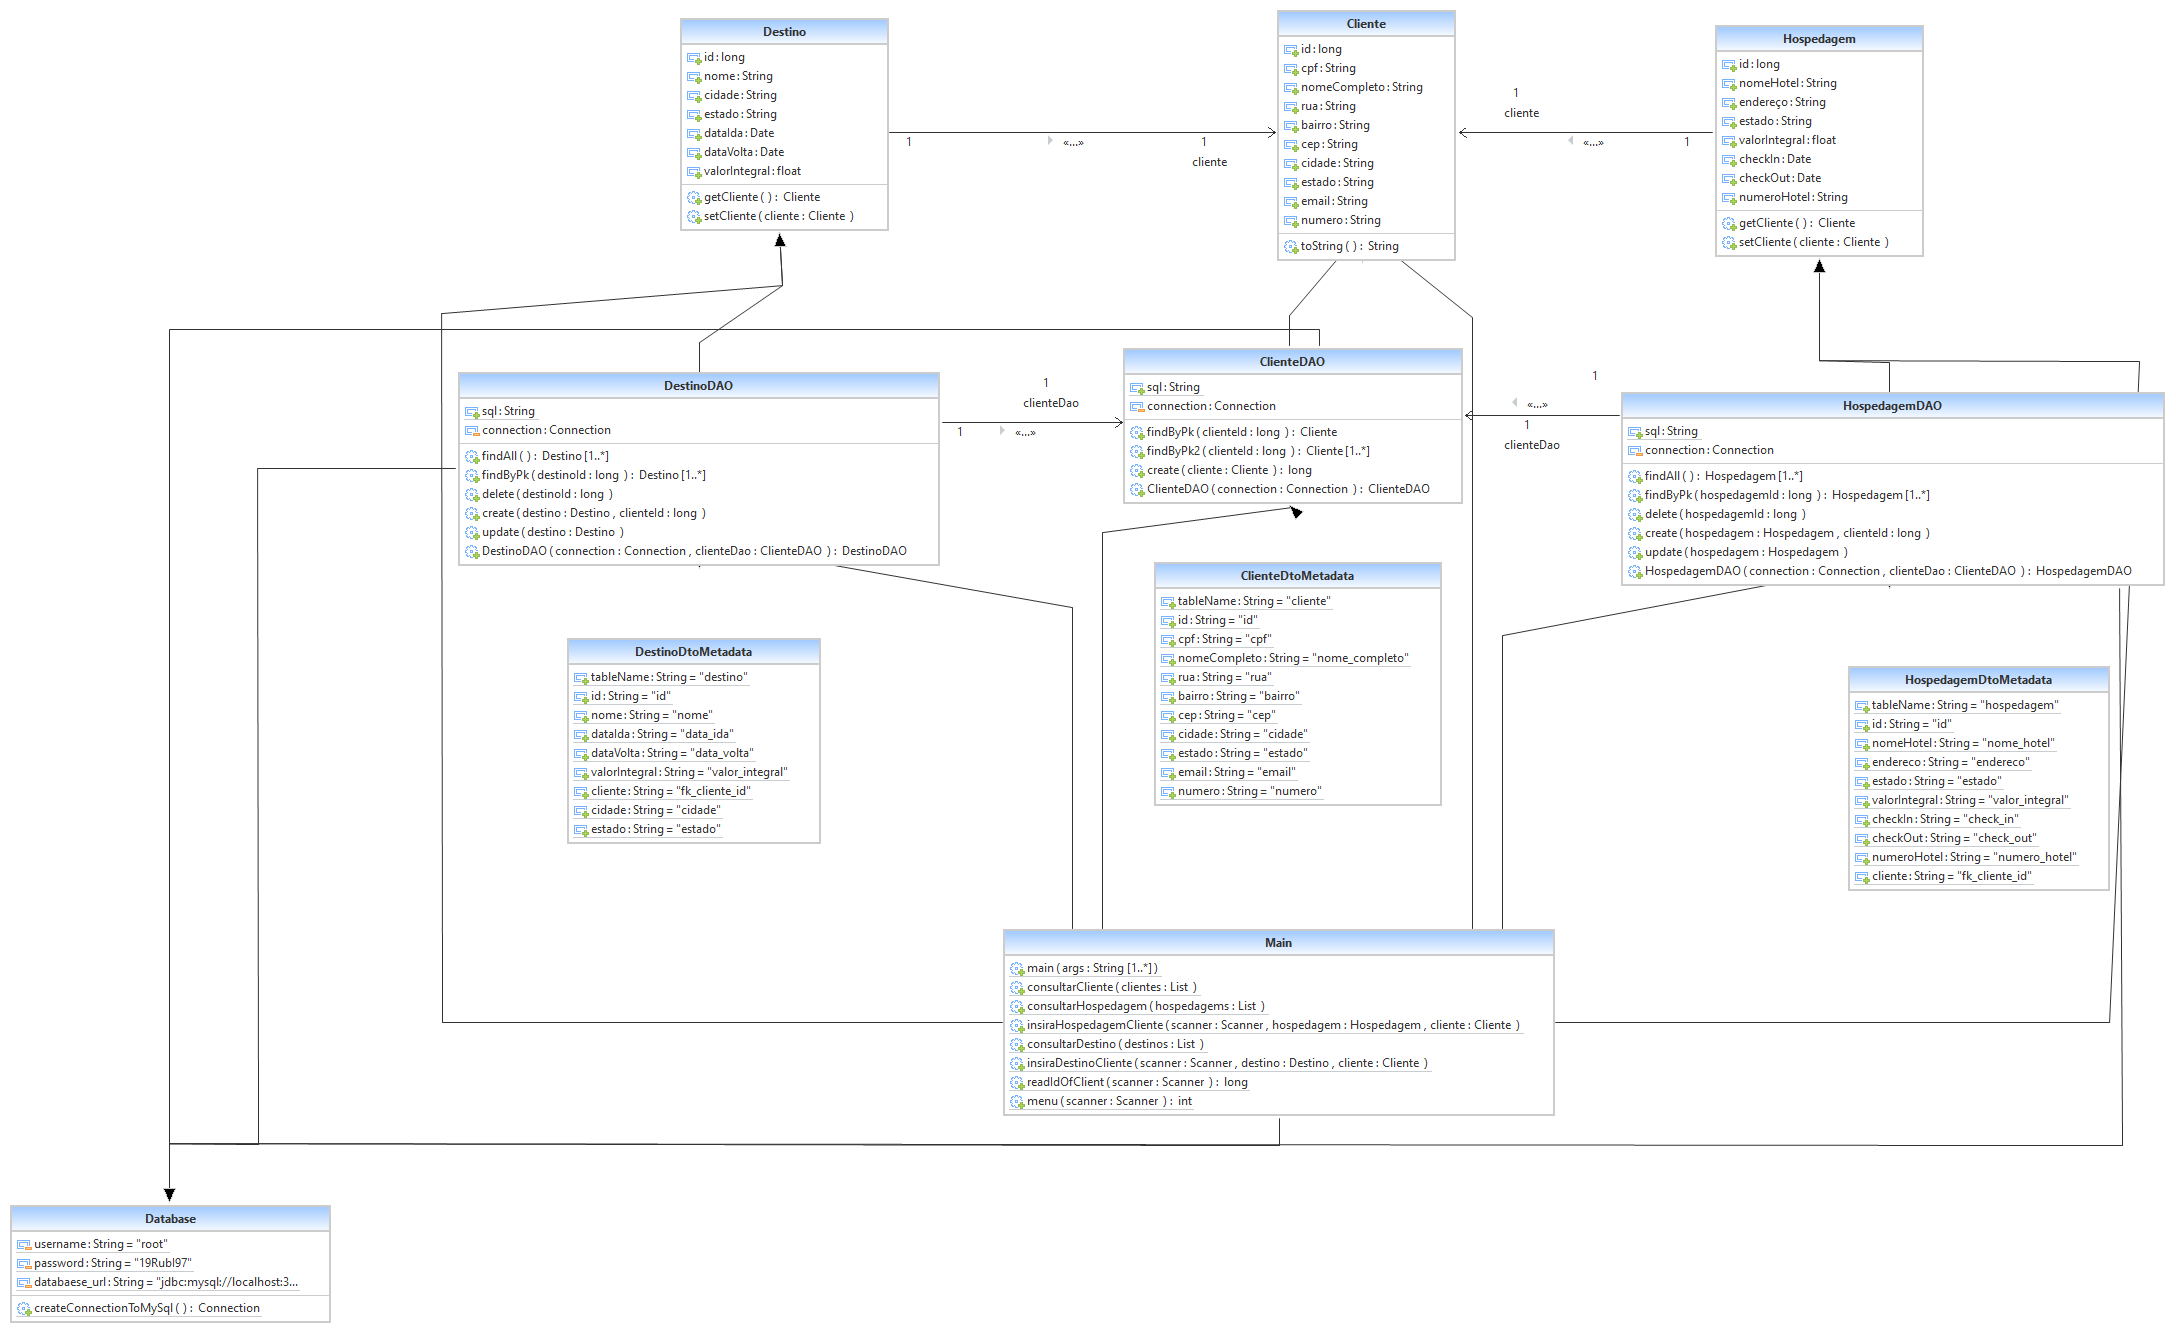 Destino
id : long
nome : String
cidade : String
estado : String
dataIda : Date
dataVolta : Date
valorIntegral : float
getCliente ( ) : Cliente
setCliente ( cliente : Cliente )
1
«...»
1
cliente
Cliente
id : long
cpf : String
nomeCompleto : String
rua : String
bairro : String
cep : String
cidade : String
estado : String
email : String
numero : String
toString ( ) : String
1
cliente
«...»
1
Hospedagem
id : long
nomeHotel : String
endereço : String
estado : String
valorIntegral : float
checkIn : Date
checkOut : Date
numeroHotel : String
getCliente ( ) : Cliente
setCliente ( cliente : Cliente )
DestinoDAO
sql : String
connection : Connection
findAll ( ) : Destino [1..*]
findByPk ( destinoId : long ) : Destino [1..*]
delete ( destinoId : long )
create ( destino : Destino , clienteId : long )
update ( destino : Destino )
DestinoDAO ( connection : Connection , clienteDao : ClienteDAO ) : DestinoDAO
1
clienteDao
1
«...»
ClienteDAO
sql : String
connection : Connection
findByPk ( clienteId : long ) : Cliente
findByPk2 ( clienteId : long ) : Cliente [1..*]
create ( cliente : Cliente ) : long
ClienteDAO ( connection : Connection ) : ClienteDAO
1
«...»
1
clienteDao
HospedagemDAO
sql : String
connection : Connection
findAll ( ) : Hospedagem [1..*]
findByPk ( hospedagemId : long ) : Hospedagem [1..*]
delete ( hospedagemId : long )
create ( hospedagem : Hospedagem , clienteId : long )
update ( hospedagem : Hospedagem )
HospedagemDAO ( connection : Connection , clienteDao : ClienteDAO ) : HospedagemDAO
DestinoDtoMetadata
tableName : String = "destino"
id : String = "id"
nome : String = "nome"
dataIda : String = "data_ida"
dataVolta : String = "data_volta"
valorIntegral : String = "valor_integral"
cliente : String = "fk_cliente_id"
cidade : String = "cidade"
estado : String = "estado"
ClienteDtoMetadata
tableName : String = "cliente"
id : String = "id"
cpf : String = "cpf"
nomeCompleto : String = "nome_completo"
rua : String = "rua"
bairro : String = "bairro"
cep : String = "cep"
cidade : String = "cidade"
estado : String = "estado"
email : String = "email"
numero : String = "numero"
HospedagemDtoMetadata
tableName : String = "hospedagem"
id : String = "id"
nomeHotel : String = "nome_hotel"
endereco : String = "endereco"
estado : String = "estado"
valorIntegral : String = "valor_integral"
checkIn : String = "check_in"
checkOut : String = "check_out"
numeroHotel : String = "numero_hotel"
cliente : String = "fk_cliente_id"
Main
main ( args : String [1..*] )
consultarCliente ( clientes : List )
consultarHospedagem ( hospedagems : List )
insiraHospedagemCliente ( scanner : Scanner , hospedagem : Hospedagem , cliente : Cliente )
consultarDestino ( destinos : List )
insiraDestinoCliente ( scanner : Scanner , destino : Destino , cliente : Cliente )
readIdOfClient ( scanner : Scanner ) : long
menu ( scanner : Scanner ) : int
Database
username : String = "root"
password : String = "19Rubl97"
databaese_url : String = "jdbc:mysql://localhost:3...
createConnectionToMySql ( ) : Connection